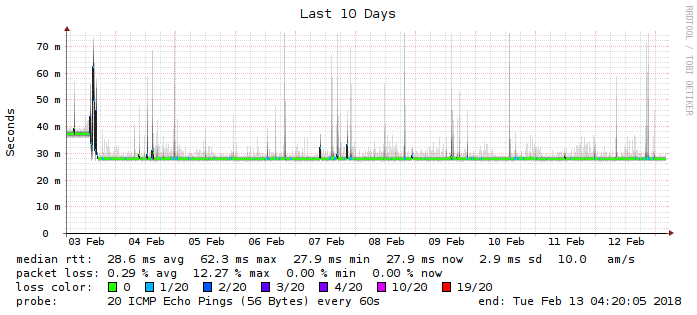 Last 10 Days
RRDTOOL / TOBI OETIKER
Seconds
70 m
60 m
50 m
40 m
30 m
20 m
10 m
0
03 Feb 04 Feb 05 Feb 06 Feb 07 Feb 08 Feb 09 Feb 10 Feb 11 Feb 12 Feb
median rtt: 28.6 ms avg 62.3 ms max 27.9 ms min 27.9 ms now 2.9 ms sd 10.0 am/s
packet loss: 0.29 % avg 12.27 % max 0.00 % min 0.00 % now
loss color: 0 1/20 2/20 3/20 4/20 10/20 19/20
probe: 20 ICMP Echo Pings (56 Bytes) every 60s end: Tue Feb 13 04:20:05 2018